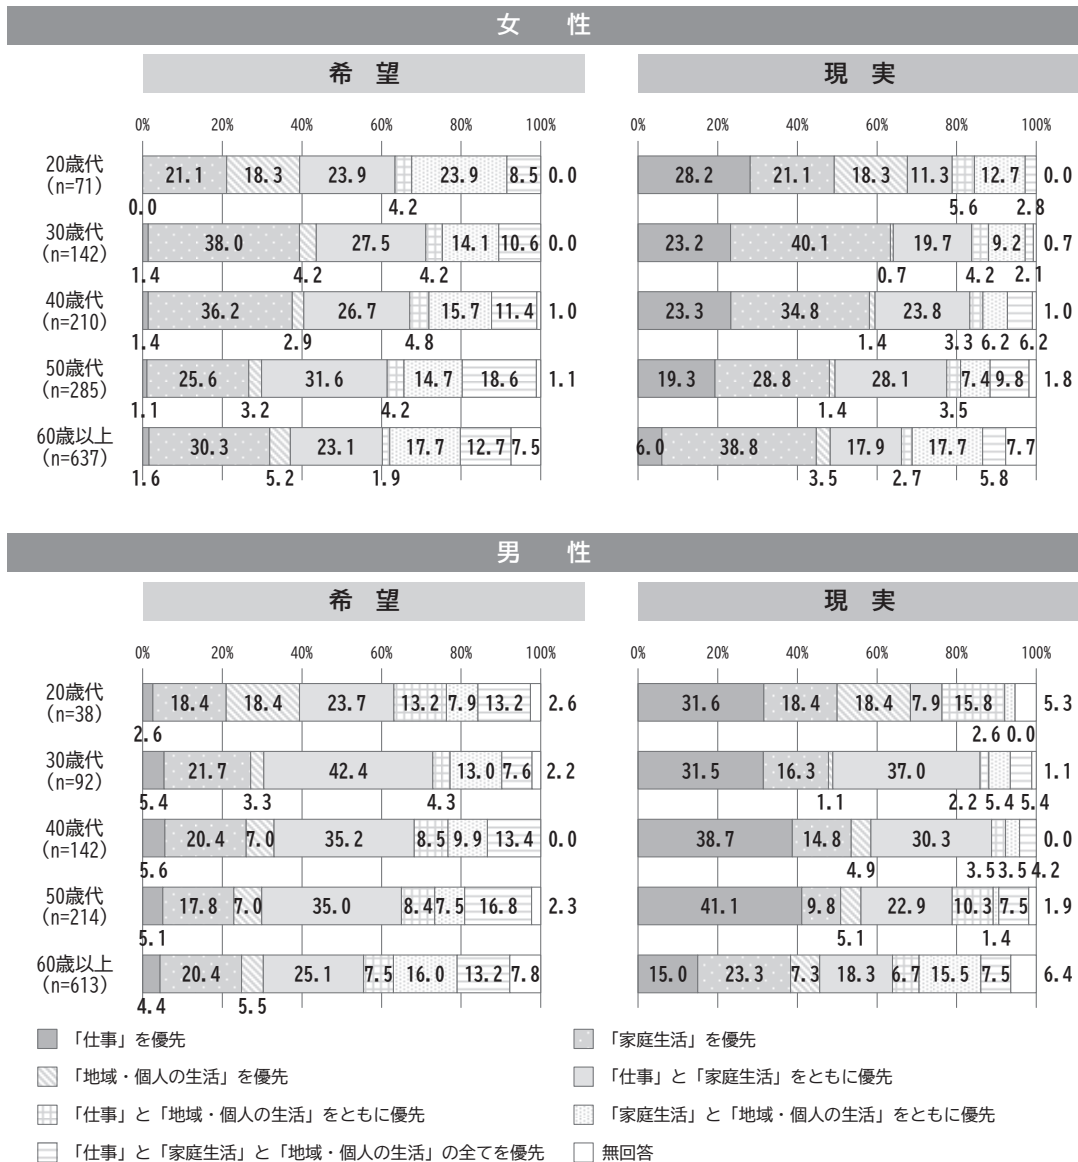 女 性
希 望 現 実
0% 20% 40% 60% 80% 100% 0% 20% 40% 60% 80% 100%
20歳代 21.1 18.3 23.9 23.9 8.5 0.0 28.2 21.1 18.3 11.3 12.7 0.0
(n=71)
0.0 4.2 5.6 2.8
30歳代 38.0 27.5 14.1 10.6 0.0 23.2 40.1 19.7 9.2 0.7
(n=142)
1.4 4.2 4.2 0.7 4.2 2.1
40歳代 36.2 26.7 15.7 11.4 1.0 23.3 34.8 23.8 1.0
(n=210)
1.4 2.9 4.8 1.4 3.3 6.2 6.2
50歳代 25.6 31.6 14.7 18.6 1.1 19.3 28.8 28.1 7.4 9.8 1.8
(n=285)
1.1 3.2 4.2 1.4 3.5
60歳以上 30.3 23.1 17.7 12.7 7.5 6.0 38.8 17.9 17.7 7.7
(n=637)
1.6 5.2 1.9 3.5 2.7 5.8
男 性
希 望 現 実
0% 20% 40% 60% 80% 100% 0% 20% 40% 60% 80% 100%
20歳代 18.4 18.4 23.7 13.2 7.9 13.2 2.6 31.6 18.4 18.4 7.9 15.8 5.3
(n=38)
2.6 2.6 0.0
30歳代 21.7 42.4 13.0 7.6 2.2 31.5 16.3 37.0 1.1
(n=92)
5.4 3.3 4.3 1.1 2.2 5.4 5.4
40歳代 20.4 7.0 35.2 8.5 9.9 13.4 0.0 38.7 14.8 30.3 0.0
(n=142)
5.6 4.9 3.5 3.5 4.2
50歳代 17.8 7.0 35.0 8.4 7.5 16.8 2.3 41.1 9.8 22.9 10.3 7.5 1.9
(n=214)
5.1 5.1 1.4
60歳以上 20.4 25.1 7.5 16.0 13.2 7.8 15.0 23.3 7.3 18.3 6.7 15.5 7.5 6.4
(n=613)
4.4 5.5
「仕事」を優先 「家庭生活」を優先
「地域・個人の生活」を優先 「仕事」と「家庭生活」をともに優先
「仕事」と「地域・個人の生活」をともに優先 「家庭生活」と「地域・個人の生活」をともに優先
「仕事」と「家庭生活」と「地域・個人の生活」の全てを優先 無回答